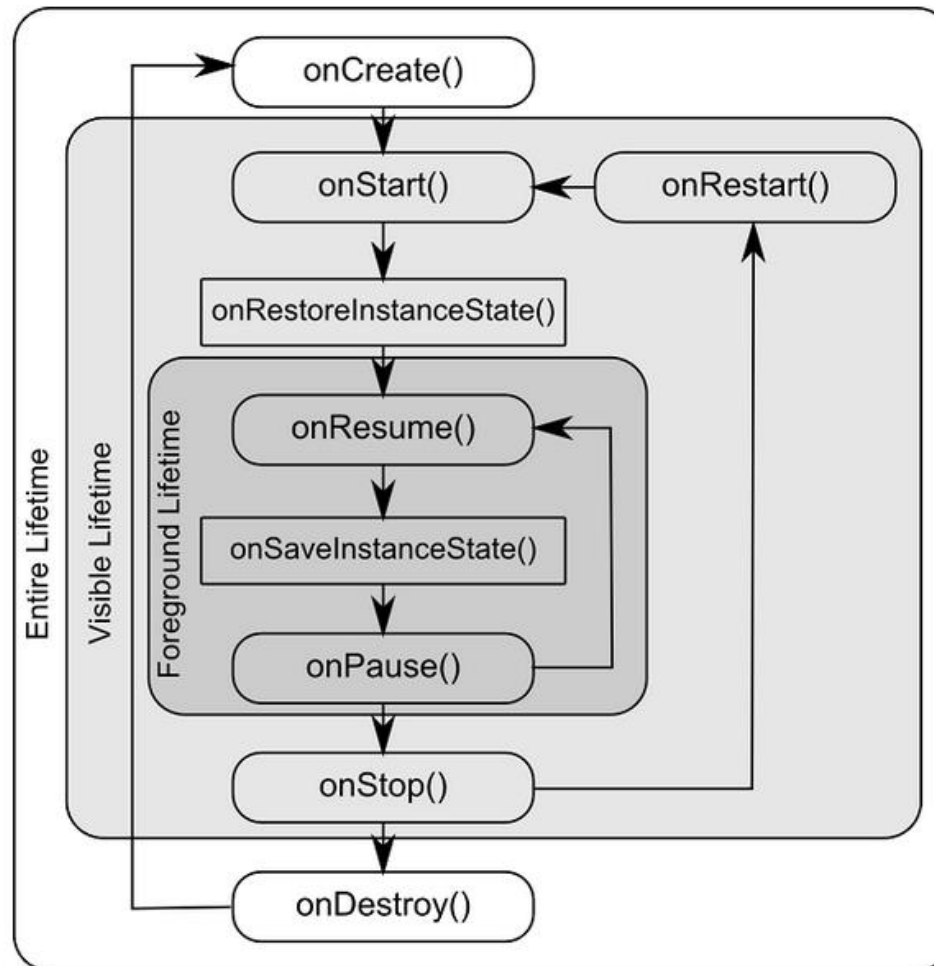 onCreate()
onStart()
onRestart()
onRestoreInstanceState()
onResume()
onSaveInstanceState()
onPause()
onStop()
onDestroy()
Entire Lifetime
Visible Lifetime
Foreground Lifetime